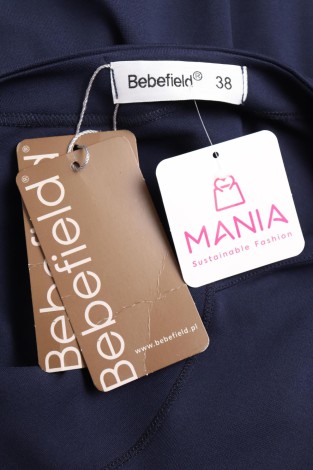 Bebefield® 38
Bebefield®
Bebefield®
www.bebefield.pl
MANIA
Sustainable Fashion